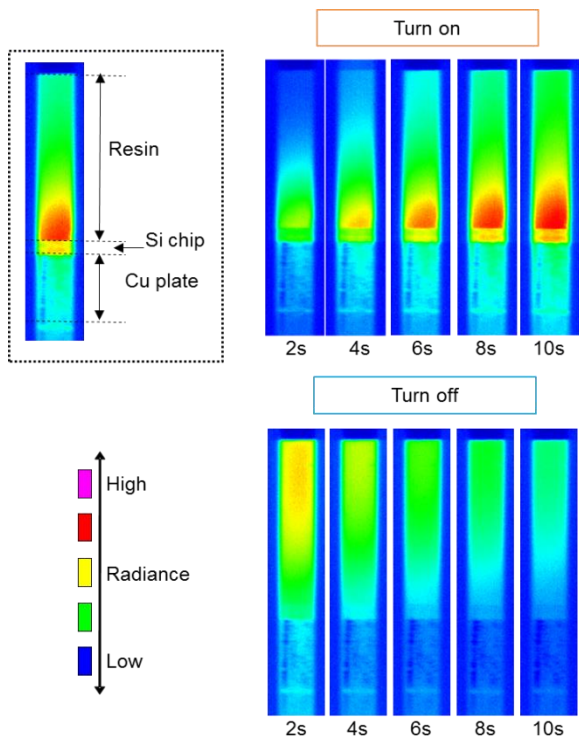 Turn on
Resin
Si chip
Cu plate
2s 4s 6s 8s 10s
Turn off
High
Radiance
Low
2s 4s 6s 8s 10s